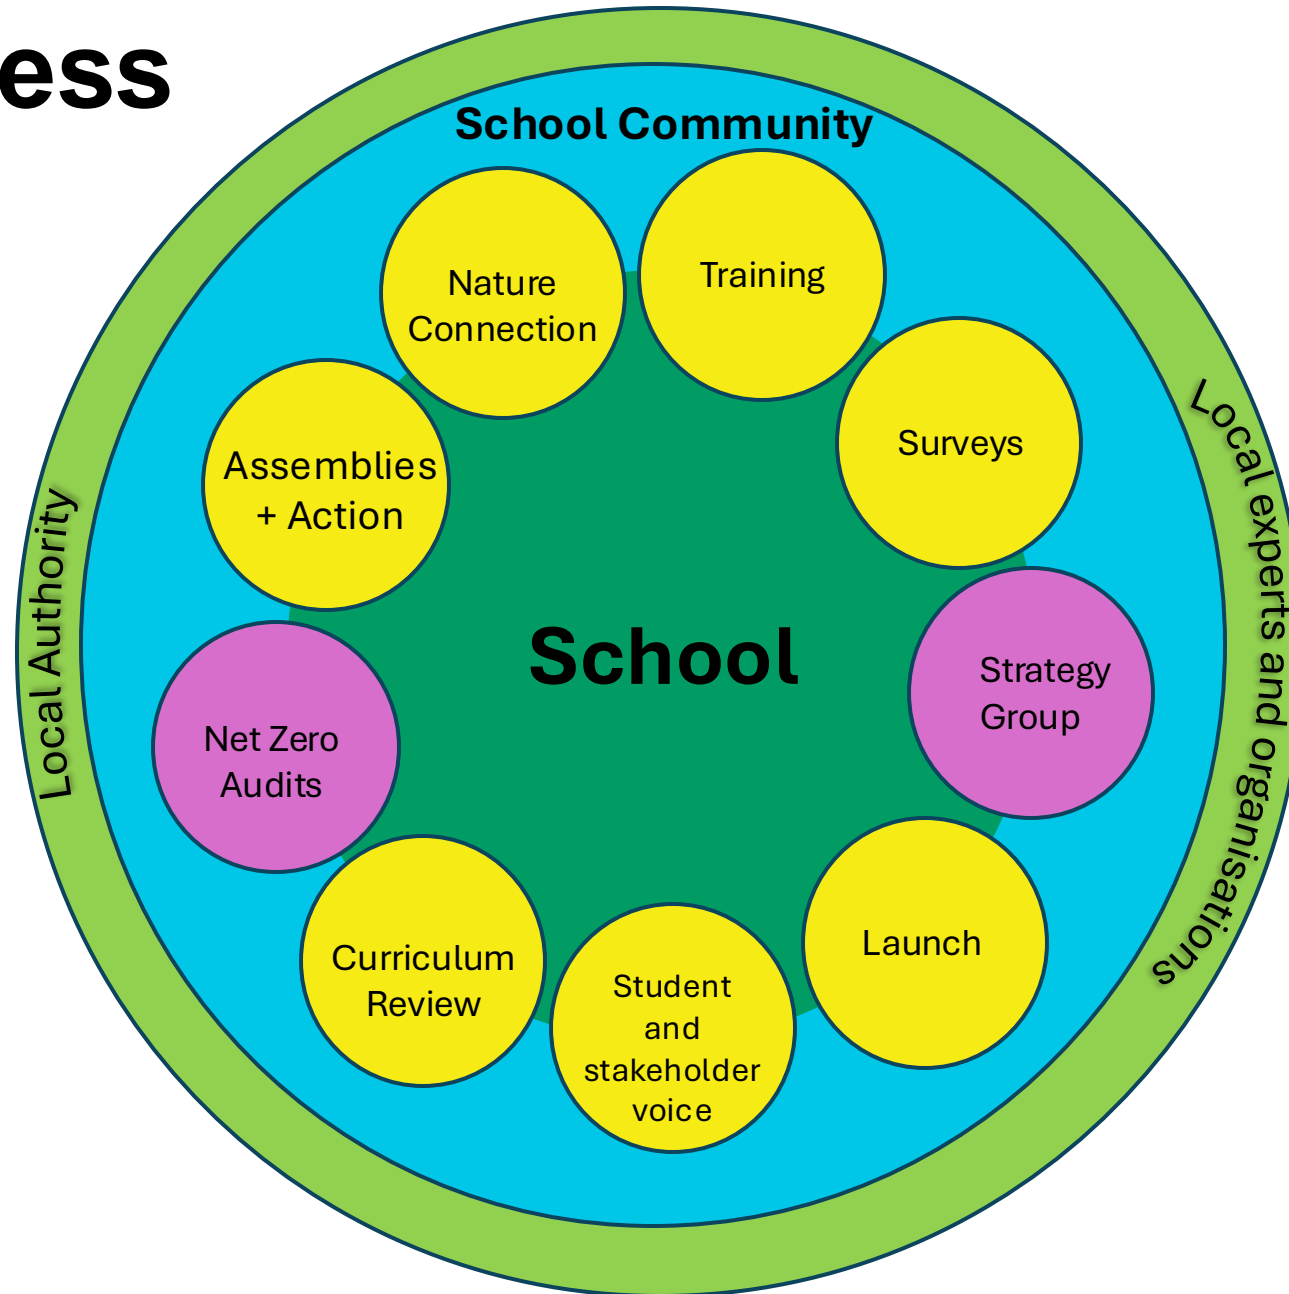 ess
School Community
Nature
Connection
Training
Assemblies
+ Action
Surveys
Local Authority
School
Local experts and organisations
Strategy
Group
Net Zero
Audits
Curriculum
Review
Student
and
stakeholder
voice
Launch